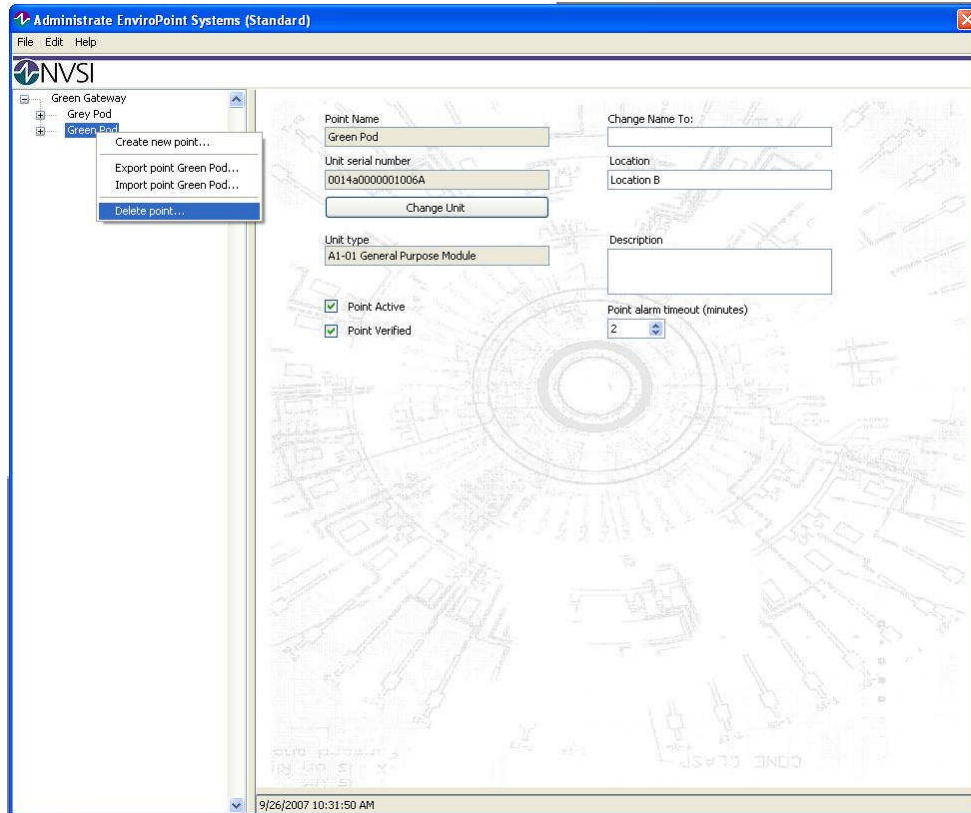 Administrate EnviroPoint Systems (Standard)
File Edit Help
NVSI
Green Gateway
Grey Pod
Green Pod
Create new point...
Export point Green Pod...
Import point Green Pod...
Delete point...
Point Name
Green Pod
Change Name To:
Unit serial number
0014a0000001006A
Location
Location B
Change Unit
Unit type
A1-01 General Purpose Module
Description
Point Active
Point Verified
Point alarm timeout (minutes)
2
9/26/2007 10:31:50 AM